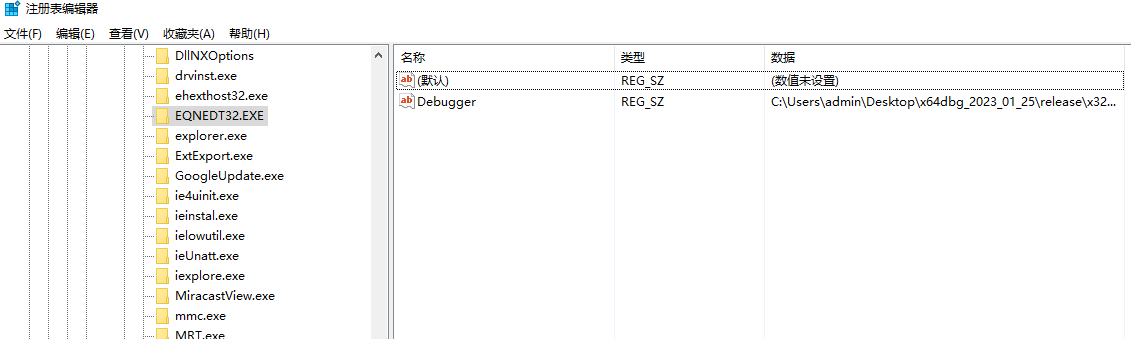 注册表编辑器
文件(F) 编辑(E) 查看(V) 收藏夹(A) 帮助(H)
DllNXOptions
drvinst.exe
ehexthost32.exe
EQNEDT32.EXE
explorer.exe
ExtExport.exe
GoogleUpdate.exe
ie4uinit.exe
ieinstal.exe
ielowutil.exe
ieUnatt.exe
iexplore.exe
MiracastView.exe
mmc.exe
MRT.exe
名称 类型 数据
ab (默认) REG_SZ (数值未设置)
ab Debugger REG_SZ C:\Users\admin\Desktop\x64dbg_2023_01_25\release\x32...